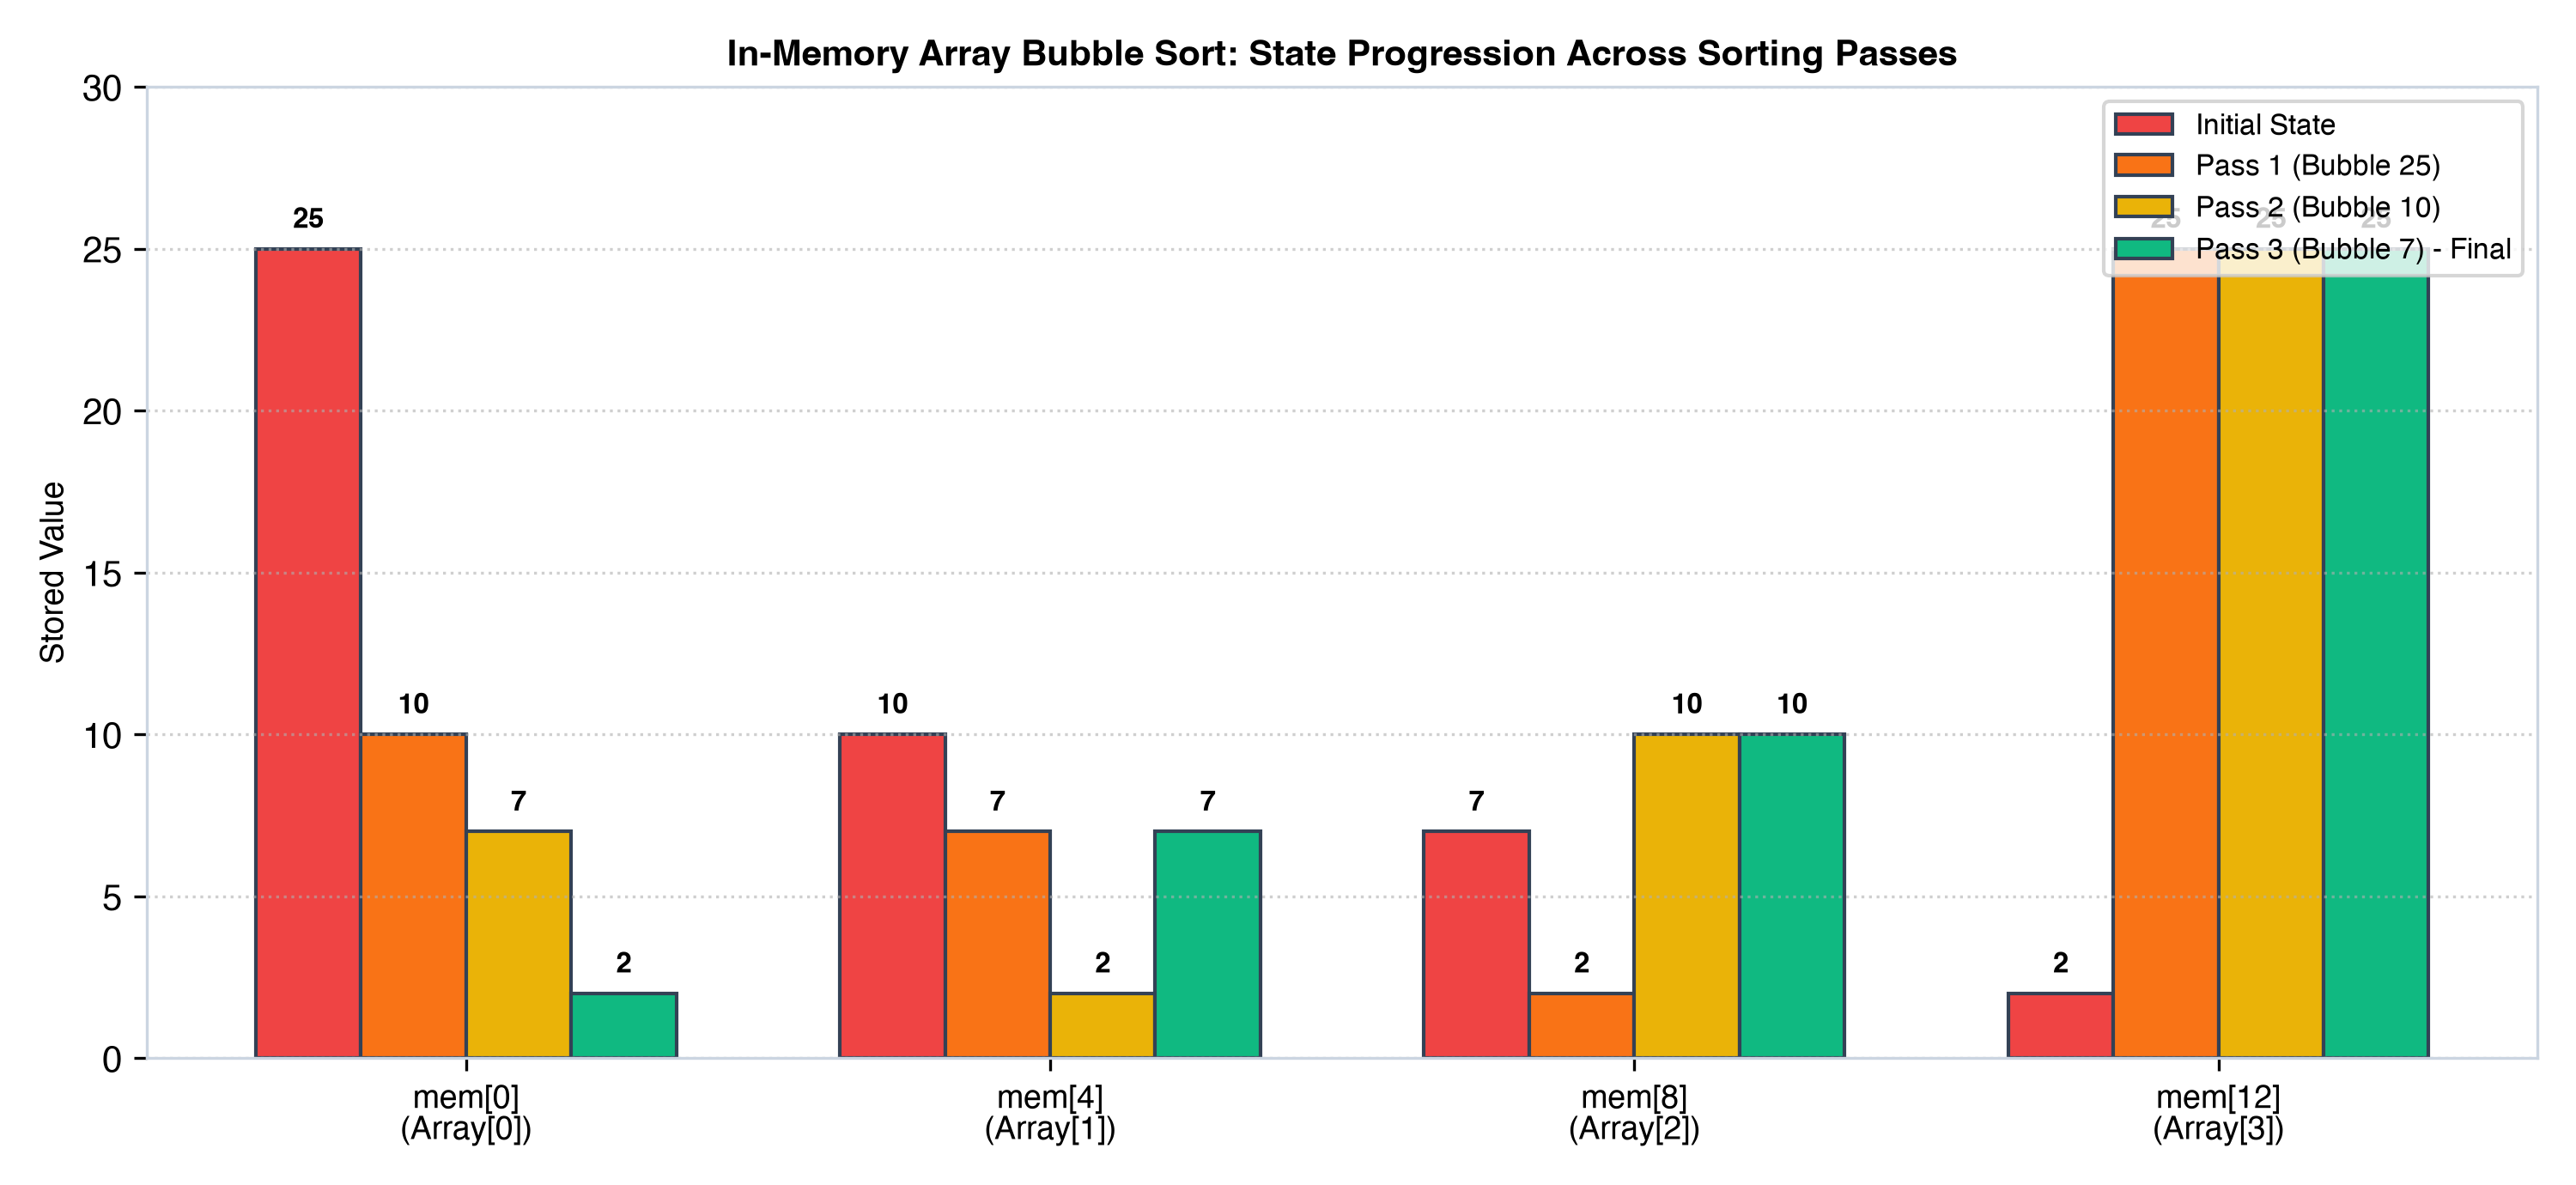 In-Memory Array Bubble Sort: State Progression Across Sorting Passes
30
25
20
15
10
5
0
Stored Value
Initial State
Pass 1 (Bubble 25)
Pass 2 (Bubble 10)
Pass 3 (Bubble 7) - Final
25
10
7
2
10
7
2
7
7
2
10
10
2
25
25
25
mem[0]
(Array[0])
mem[4]
(Array[1])
mem[8]
(Array[2])
mem[12]
(Array[3])